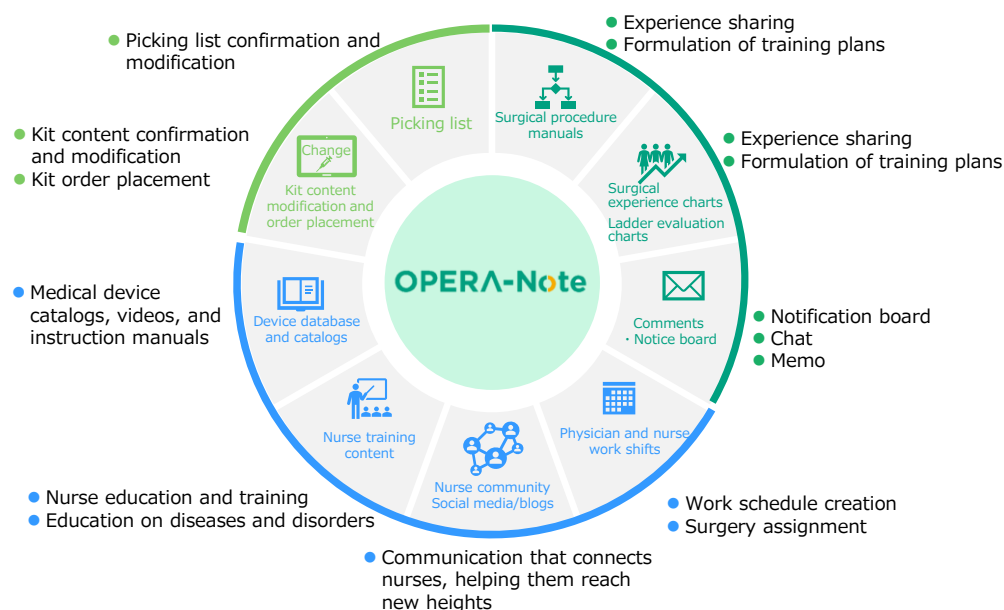 ● Experience sharing
● Formulation of training plans
● Picking list confirmation and
modification
Picking list
Surgical procedure
manuals
● Kit content confirmation
and modification
● Kit order placement
Change
Kit content
modification and
order placement
● Experience sharing
● Formulation of training plans
Surgical
experience charts
Ladder evaluation
charts
OPERA-Note
● Medical device
catalogs, videos, and
instruction manuals
Device database
and catalogs
Comments
・Notice board
● Notification board
● Chat
● Memo
Nurse training
content
Physician and nurse
work shifts
Nurse community
Social media/blogs
● Nurse education and training
● Education on diseases and disorders
● Work schedule creation
● Surgery assignment
● Communication that connects
nurses, helping them reach
new heights